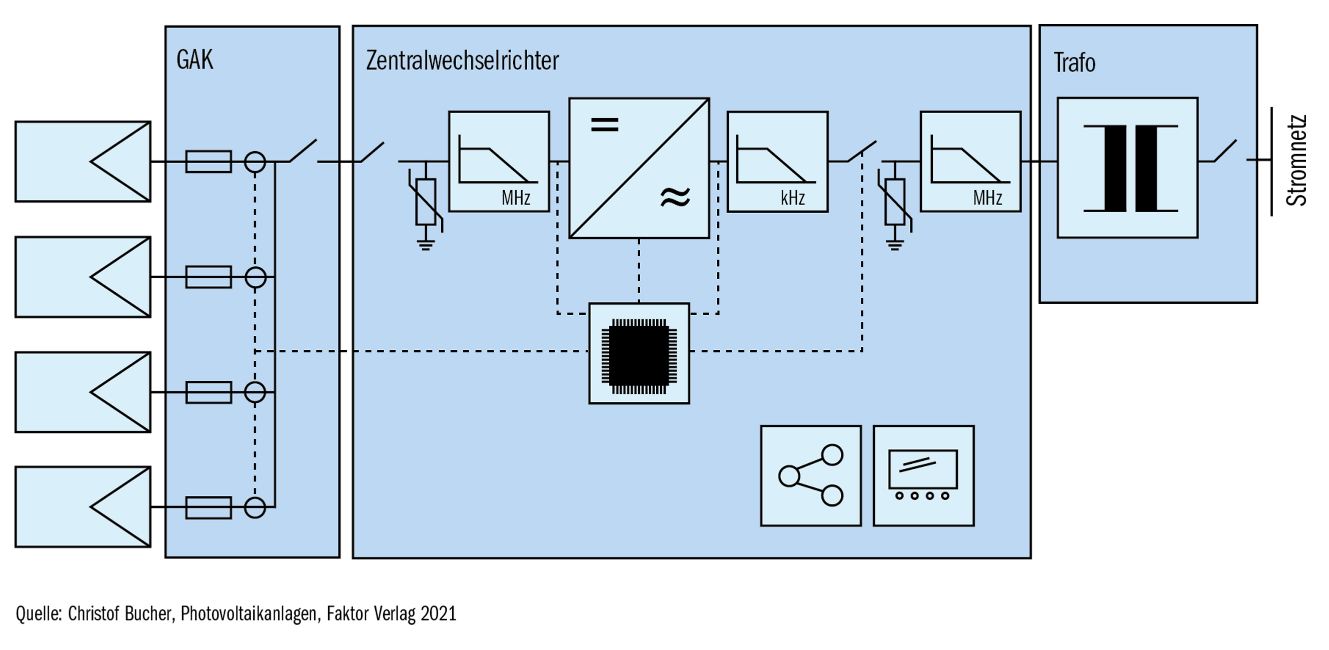 GAK
Zentralwechselrichter
Trafo
MHz
kHz
MHz
Stromnetz
Quelle: Christof Bucher, Photovoltaikanlagen, Faktor Verlag 2021